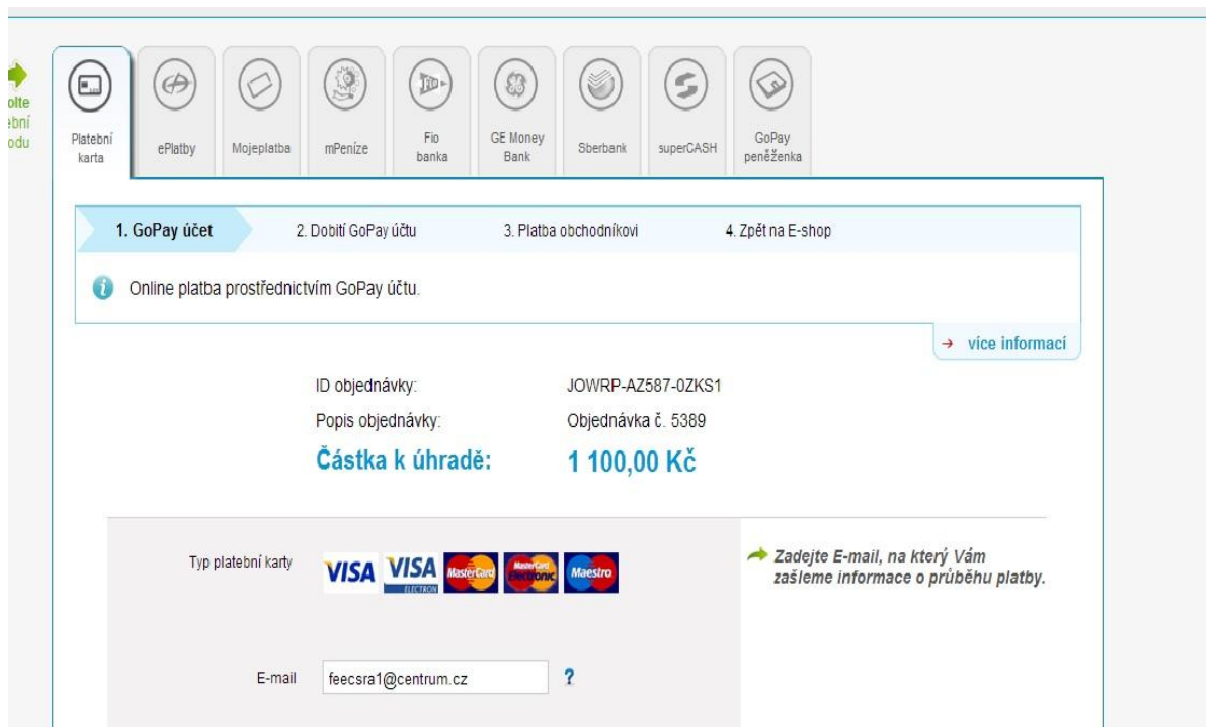 olte
ební
odu
Platební
karta
ePlatby
Mojeplatba
mPeníze
Fio
banka
GE Money
Bank
Sberbank
superCASH
GoPay
peněženka
1. GoPay účet
2. Dobití GoPay účtu
3. Platba obchodníkovi
4. Zpět na E-shop
Online platba prostřednictvím GoPay účtu.
více informací
ID objednávky: JOWRP-AZ587-0ZKS1
Popis objednávky: Objednávka č. 5389
Částka k úhradě: 1 100,00 Kč
Typ platební karty
VISA
VISA
ELECTRON
MasterCard
MasterCard
Electronic
Maestro
Zadejte E-mail, na který Vám
zašleme informace o průběhu platby.
E-mail
feecsra1@centrum.cz
?